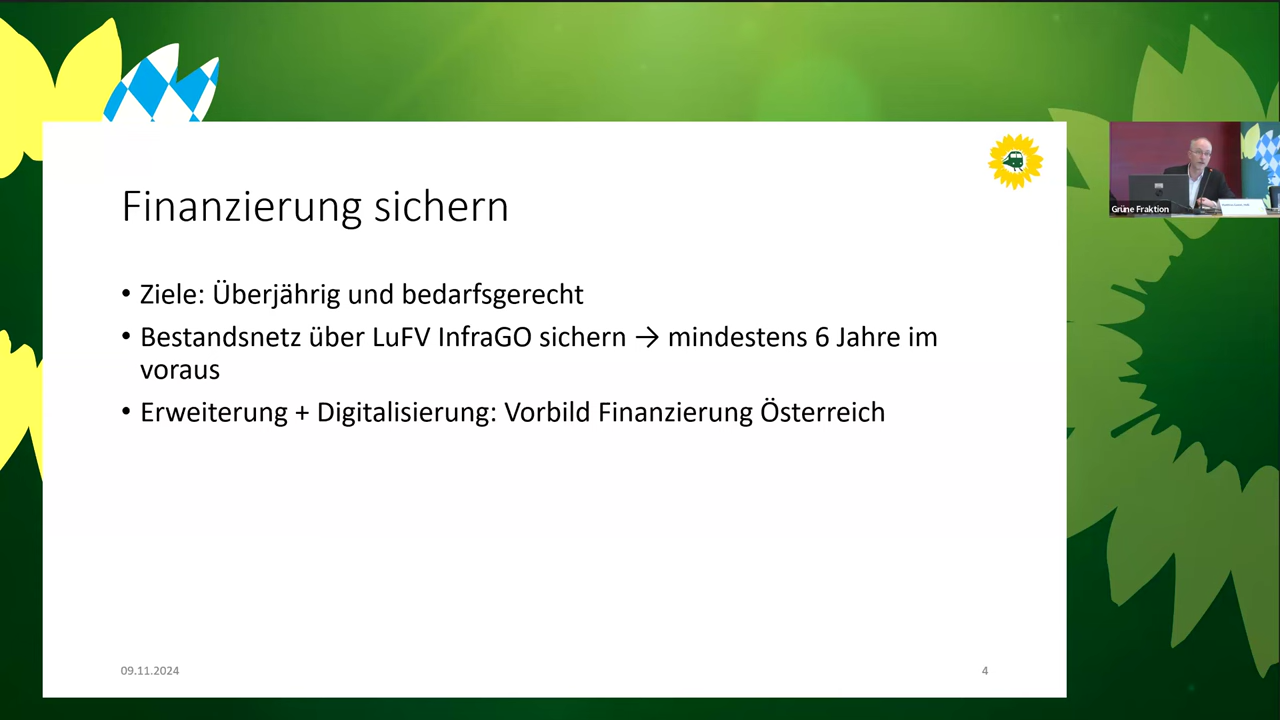 Finanzierung sichern
• Ziele: Überjährig und bedarfsgerecht
• Bestandsnetz über LuFV InfraGO sichern → mindestens 6 Jahre im
voraus
• Erweiterung + Digitalisierung: Vorbild Finanzierung Österreich
09.11.2024
4
Grüne Fraktion